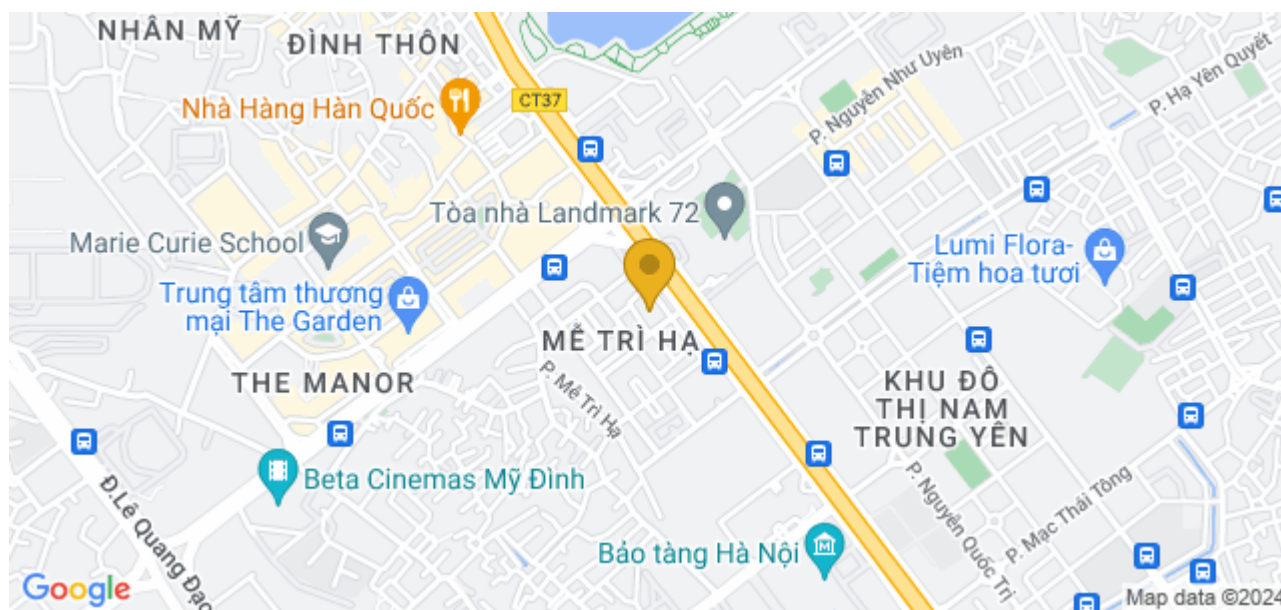 NHÂN MỸ
ĐÌNH THÔN
Nhà Hàng Hàn Quốc
CT37
P. Nguyễn Như Uyên
P. Hạ Yên Quyết
Tòa nhà Landmark 72
Marie Curie School
Lumi Flora-
Tiệm hoa tươi
Trung tâm thương
mại The Garden
MỄ TRÌ HẠ
THE MANOR
P. Mễ Trì Hạ
KHU ĐÔ
THỊ NAM
TRUNG YÊN
Beta Cinemas Mỹ Đình
Đ.Lê Quang Đạo
P. Nguyễn Quốc Trị
P. Mạc Thái Tông
Bảo tàng Hà Nội
Google
Map data ©2024